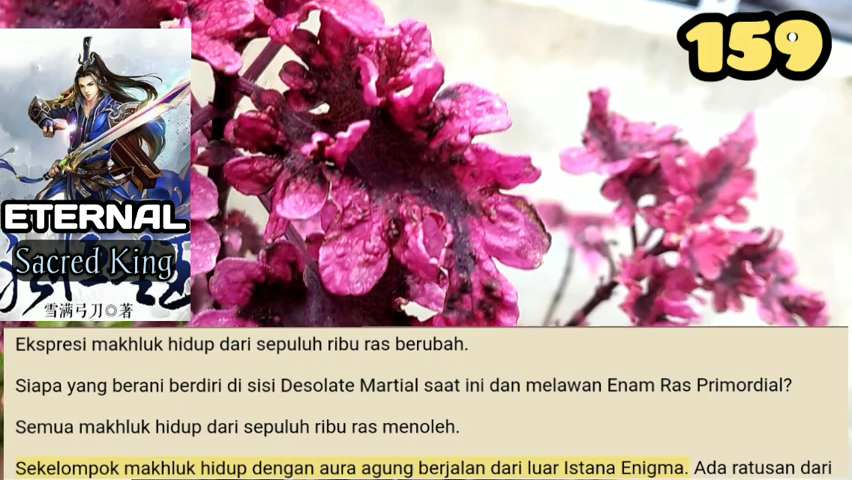 159
ETERNAL
Sacred King
雪满弓刀◎著
Ekspresi makhluk hidup dari sepuluh ribu ras berubah.
Siapa yang berani berdiri di sisi Desolate Martial saat ini dan melawan Enam Ras Primordial?
Semua makhluk hidup dari sepuluh ribu ras menoleh.
Sekelompok makhluk hidup dengan aura agung berjalan dari luar Istana Enigma. Ada ratusan dari